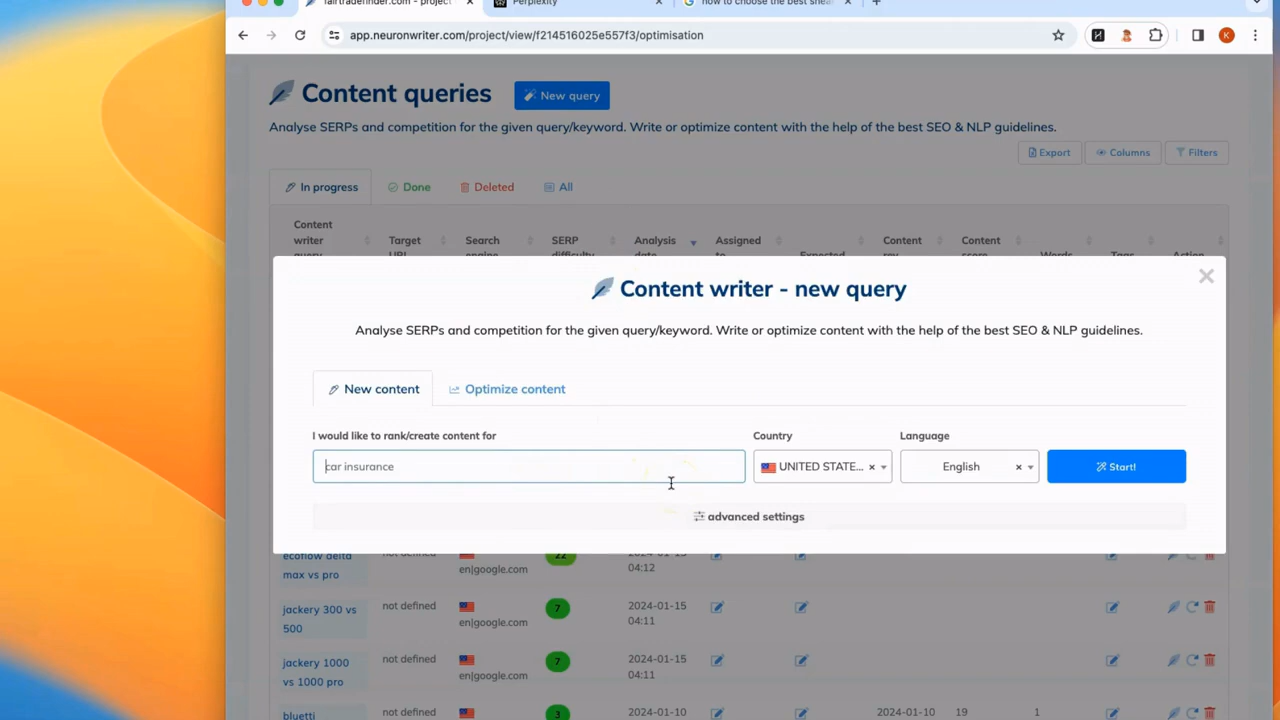 fairtradefinder.com - project
Perplexity
how to choose the best snea
app.neuronwriter.com/project/view/f214516025e557f3/optimisation
K
Content queries
New query
Analyse SERPs and competition for the given query/keyword. Write or optimize content with the help of the best SEO & NLP guidelines.
Export
Columns
Filters
In progress
Done
Deleted
All
Content writer query
Target URL
Search engine
SERP difficulty
Analysis date
Assigned to
Expected
Content
Content score
Words
Tags
Action
Content writer - new query
Analyse SERPs and competition for the given query/keyword. Write or optimize content with the help of the best SEO & NLP guidelines.
New content
Optimize content
I would like to rank/create content for
Country
Language
car insurance
UNITED STATE... ×
English ×
Start!
advanced settings
ecoflow delta max vs pro
not defined
en|google.com
22
04:12
jackery 300 vs 500
not defined
en|google.com
7
2024-01-15 04:11
jackery 1000 vs 1000 pro
not defined
en|google.com
7
2024-01-15 04:11
bluetti
not defined
3
2024-01-10
2024-01-10
19
1